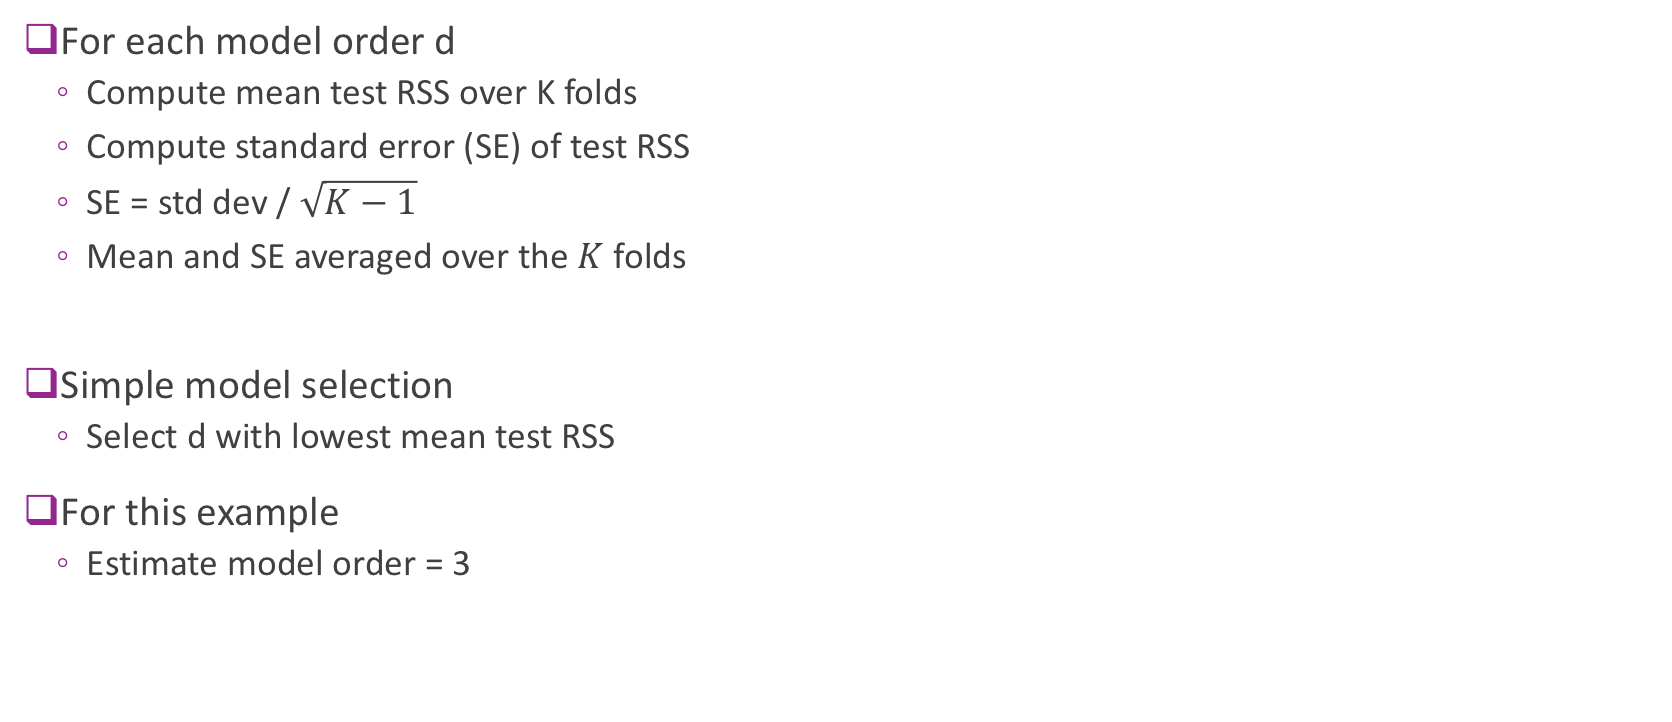 ❑For each model order d
◦ Compute mean test RSS over K folds
◦ Compute standard error (SE) of test RSS
◦ SE = std dev / √(K − 1)
◦ Mean and SE averaged over the K folds
❑Simple model selection
◦ Select d with lowest mean test RSS
❑For this example
◦ Estimate model order = 3